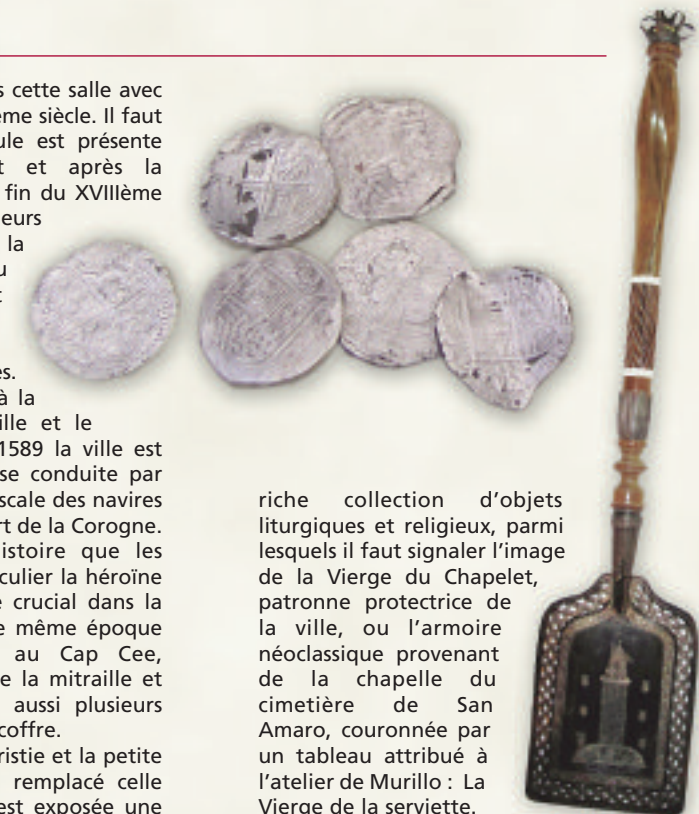 s cette salle avec
ème siècle. Il faut
ule est présente
t et après la
fin du XVIIIème
eurs
la
u
t
es.
à la
ille et le
1589 la ville est
se conduite par
scale des navires
rt de la Corogne.
istoire que les
culier la héroïne
e crucial dans la
e même époque
au Cap Cee,
e la mitraille et
aussi plusieurs
coffre.
ristie et la petite
remplacé celle
est exposée une
riche collection d'objets
liturgiques et religieux, parmi
lesquels il faut signaler l'image
de la Vierge du Chapelet,
patronne protectrice de
la ville, ou l'armoire
néoclassique provenant
de la chapelle du
cimetière de San
Amaro, couronnée par
un tableau attribué à
l'atelier de Murillo : La
Vierge de la serviette.